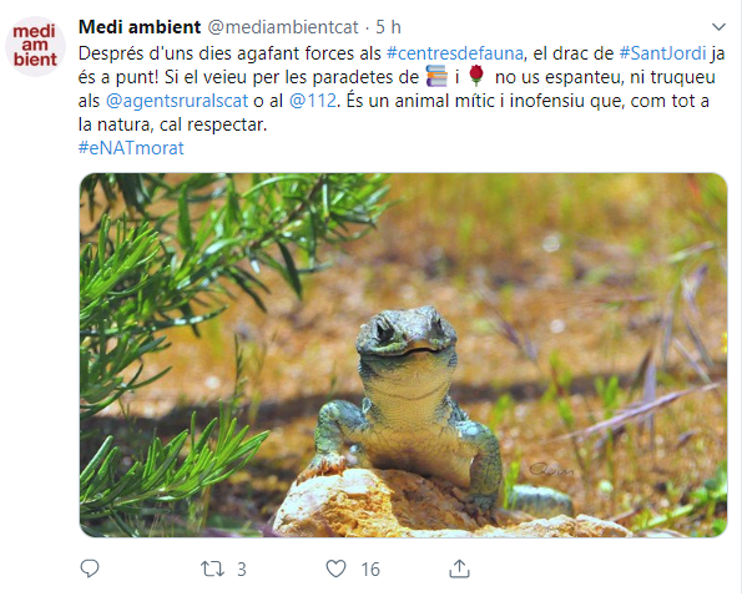 medi
am
bient
Medi ambient @mediambientcat · 5 h
Després d'uns dies agafant forces als #centresdefauna, el drac de #SantJordi ja
és a punt! Si el veieu per les paradetes de 📚 i 🌹 no us espanteu, ni truqueu
als @agentsruralscat o al @112. És un animal mític i inofensiu que, com tot a
la natura, cal respectar.
#eNATmorat
3
16